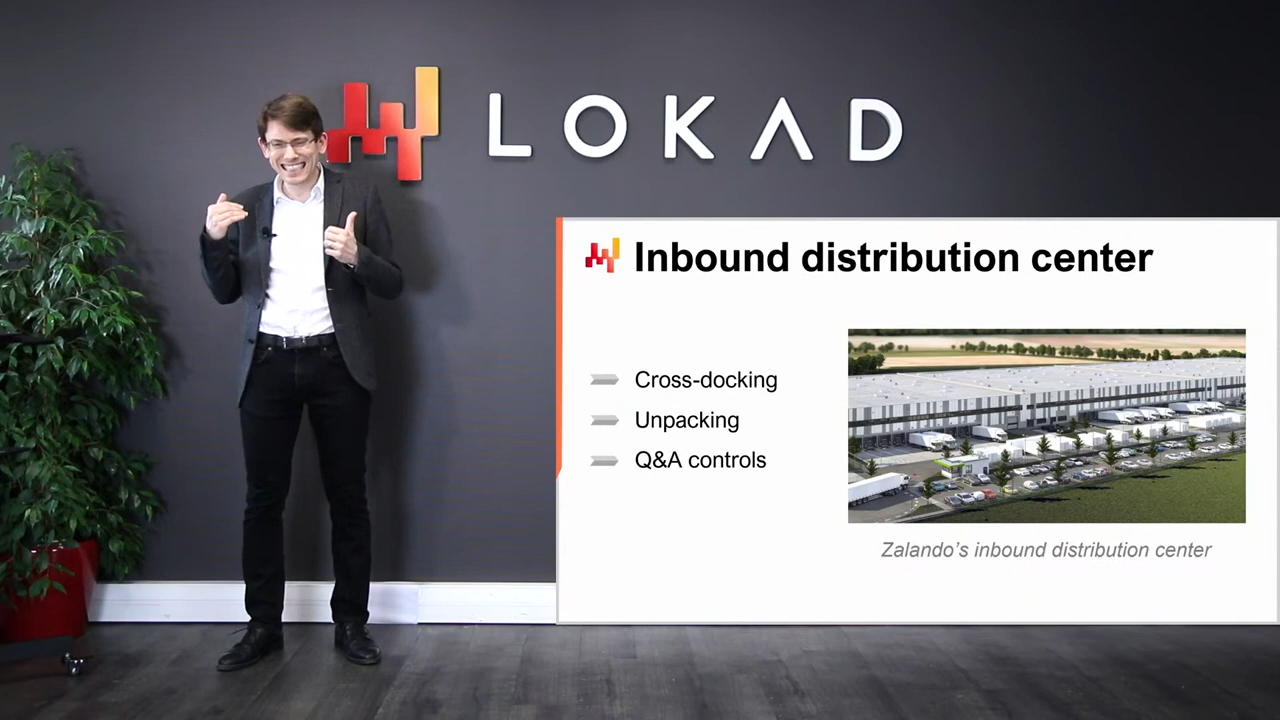 LOKAD
Inbound distribution center
Cross-docking
Unpacking
Q&A controls
Zalando's inbound distribution center